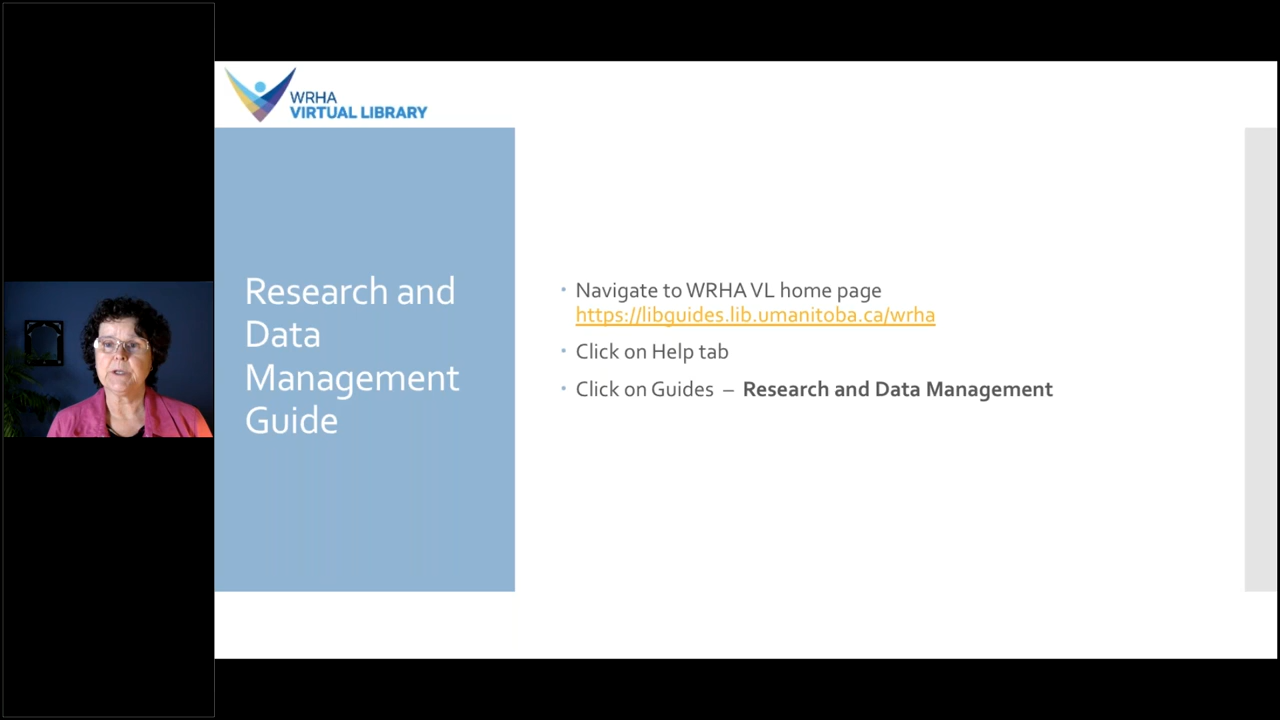 WRHA
VIRTUAL LIBRARY
Research and
Data
Management
Guide
• Navigate to WRHA VL home page
https://libguides.lib.umanitoba.ca/wrha
• Click on Help tab
• Click on Guides – Research and Data Management